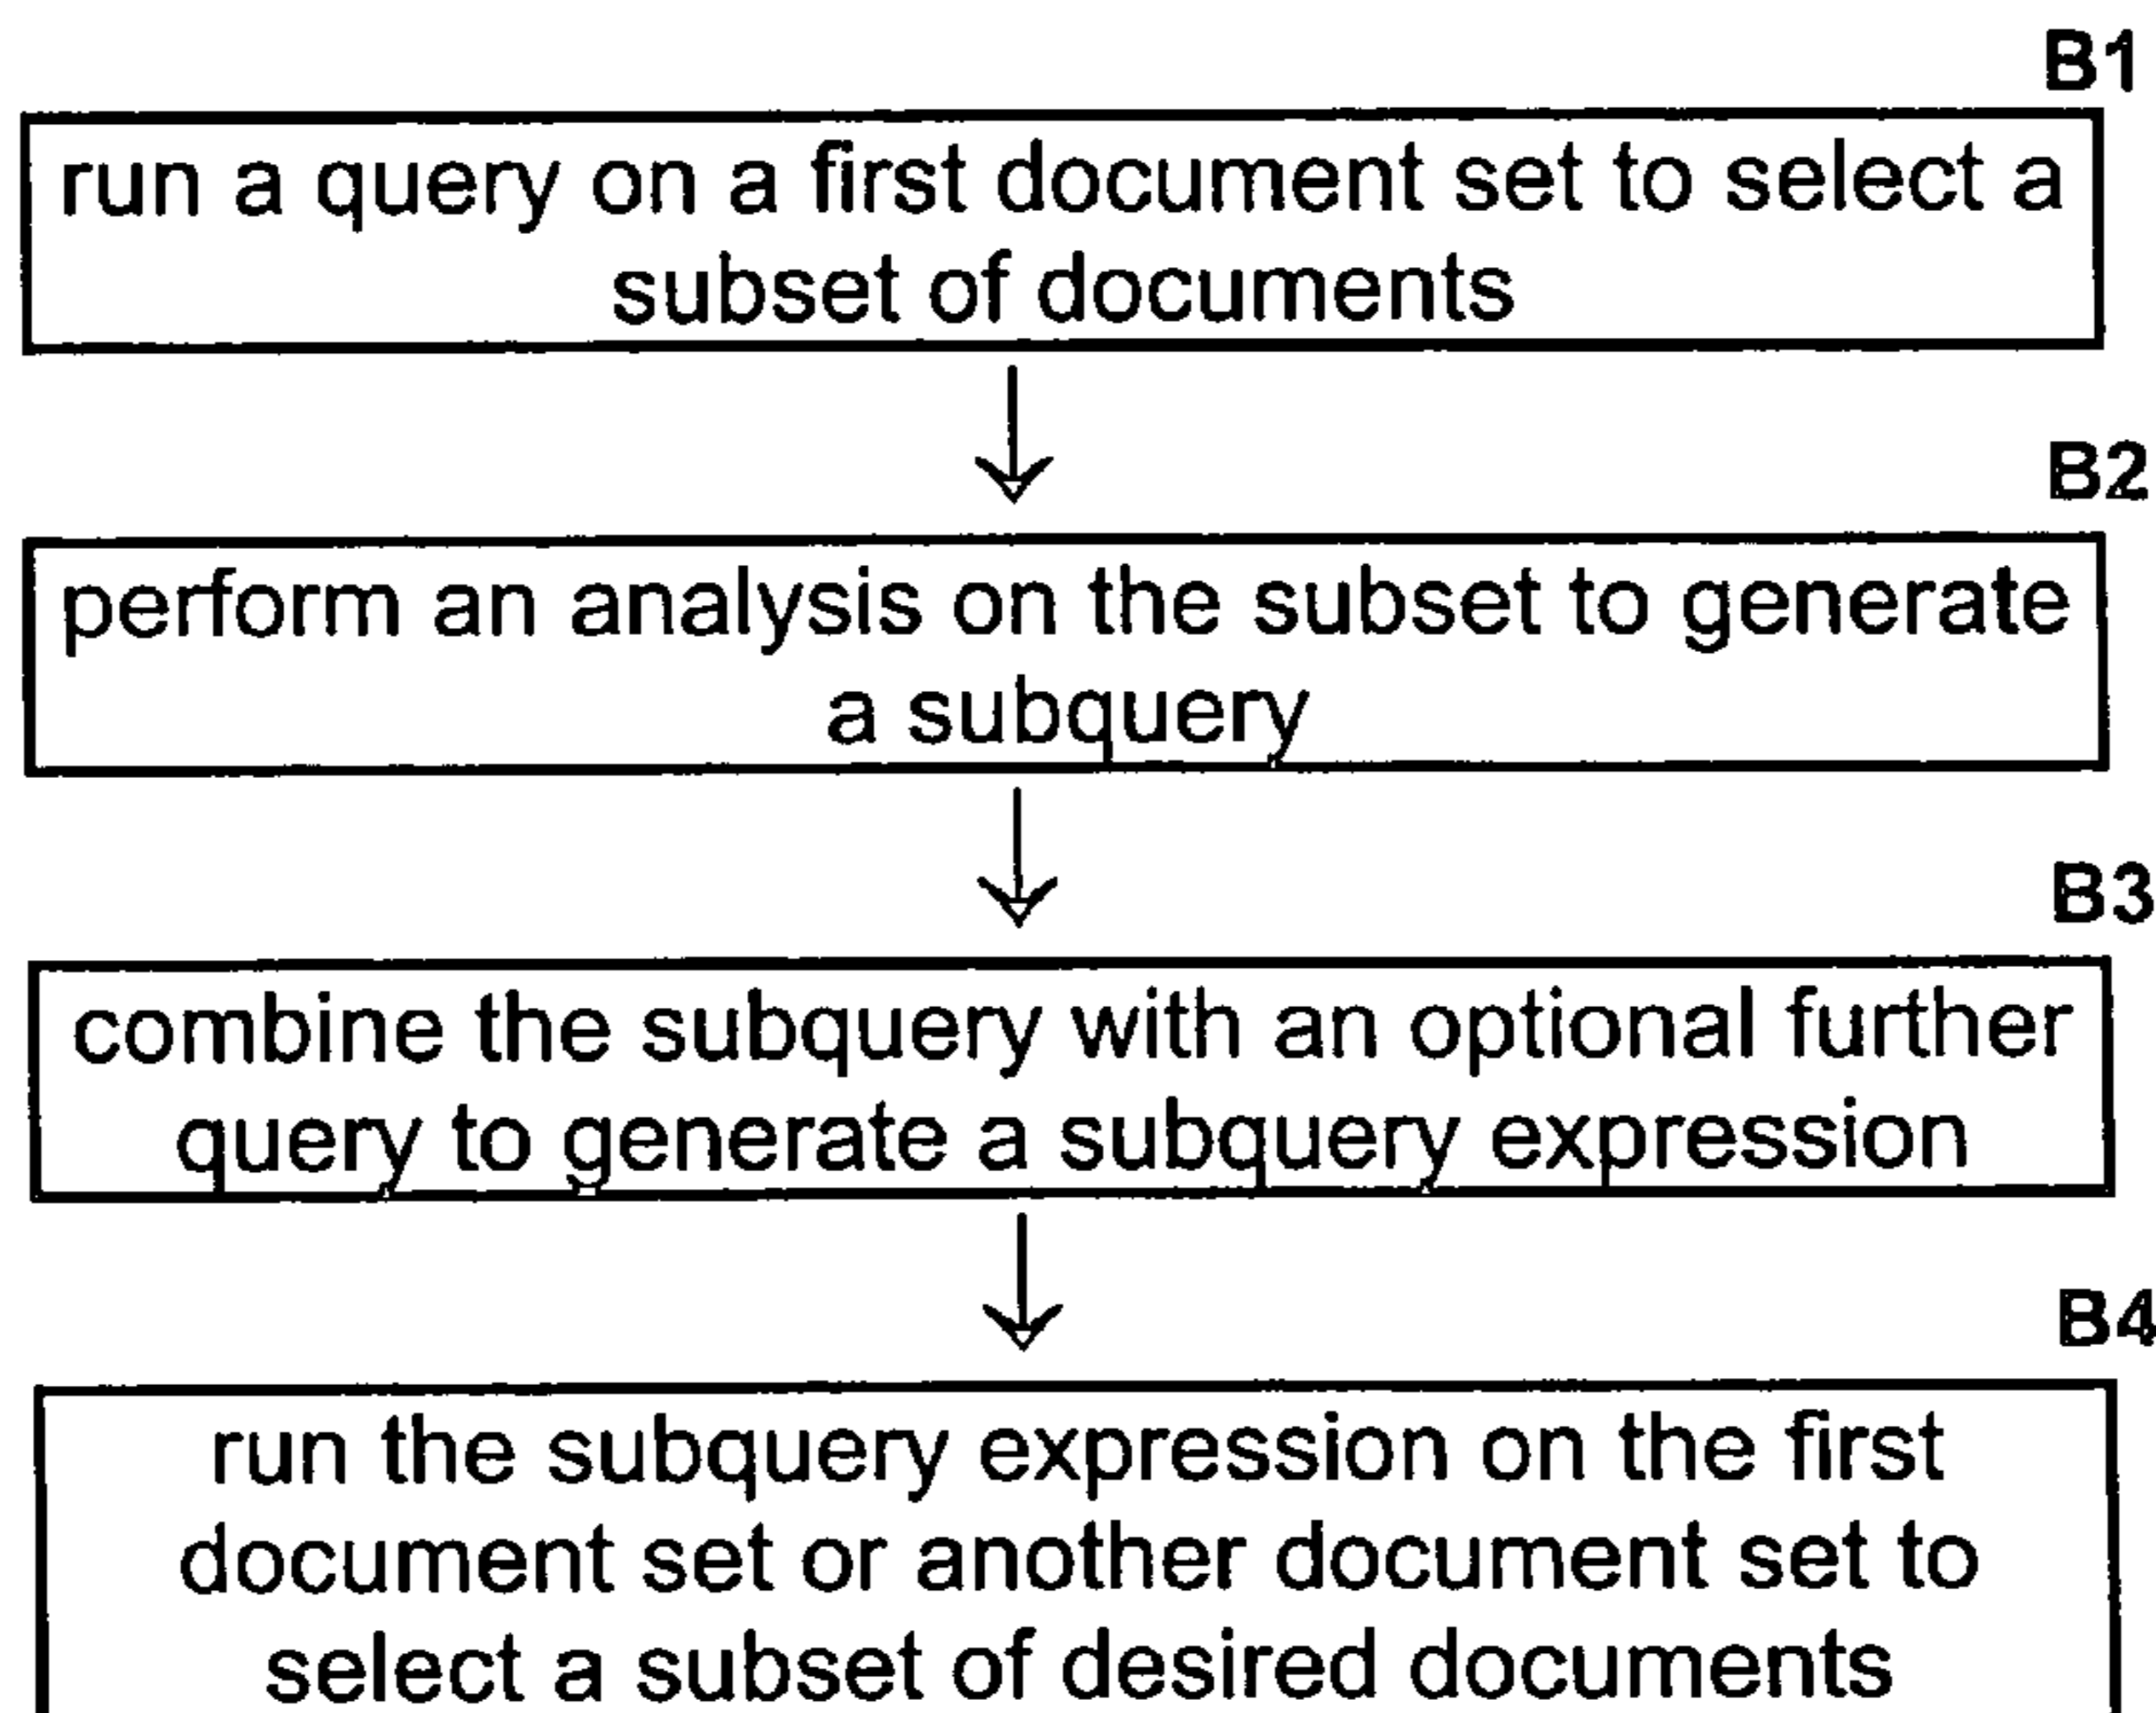 B1
run a query on a first document set to select a
subset of documents
B2
perform an analysis on the subset to generate
a subquery
B3
combine the subquery with an optional further
query to generate a subquery expression
B4
run the subquery expression on the first
document set or another document set to
select a subset of desired documents